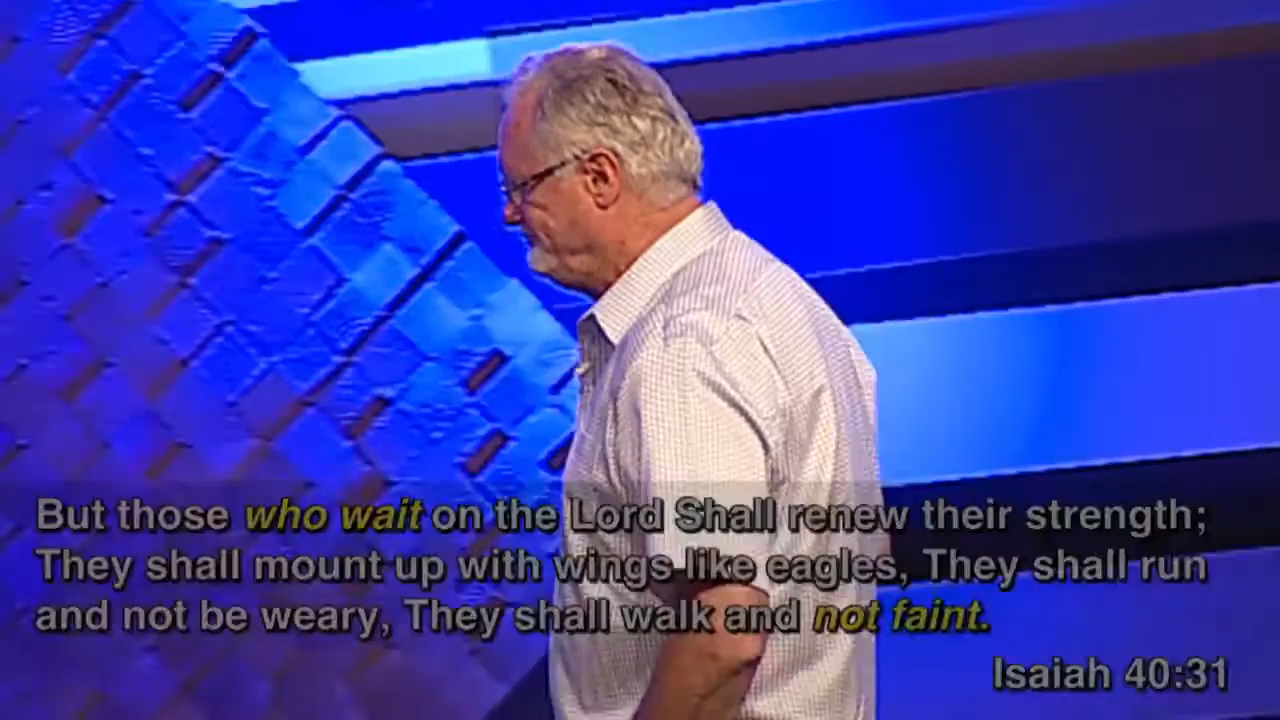 But those who wait on the Lord Shall renew their strength;
They shall mount up with wings like eagles, They shall run
and not be weary, They shall walk and not faint.
Isaiah 40:31